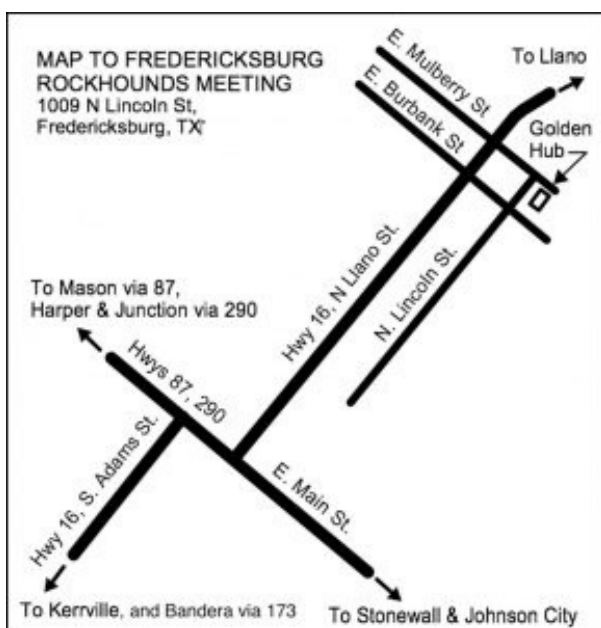 MAP TO FREDERICKSBURG
ROCKHOUNDS MEETING
1009 N Lincoln St,
Fredericksburg, TX
E. Mulberry St
To Llano
E. Burbank St
Golden
Hub
Hwy 16, N Llano St.
N. Lincoln St.
To Mason via 87,
Harper & Junction via 290
Hwys 87, 290
Hwy 16, S. Adams St.
E. Main St.
To Kerrville, and Bandera via 173
To Stonewall & Johnson City